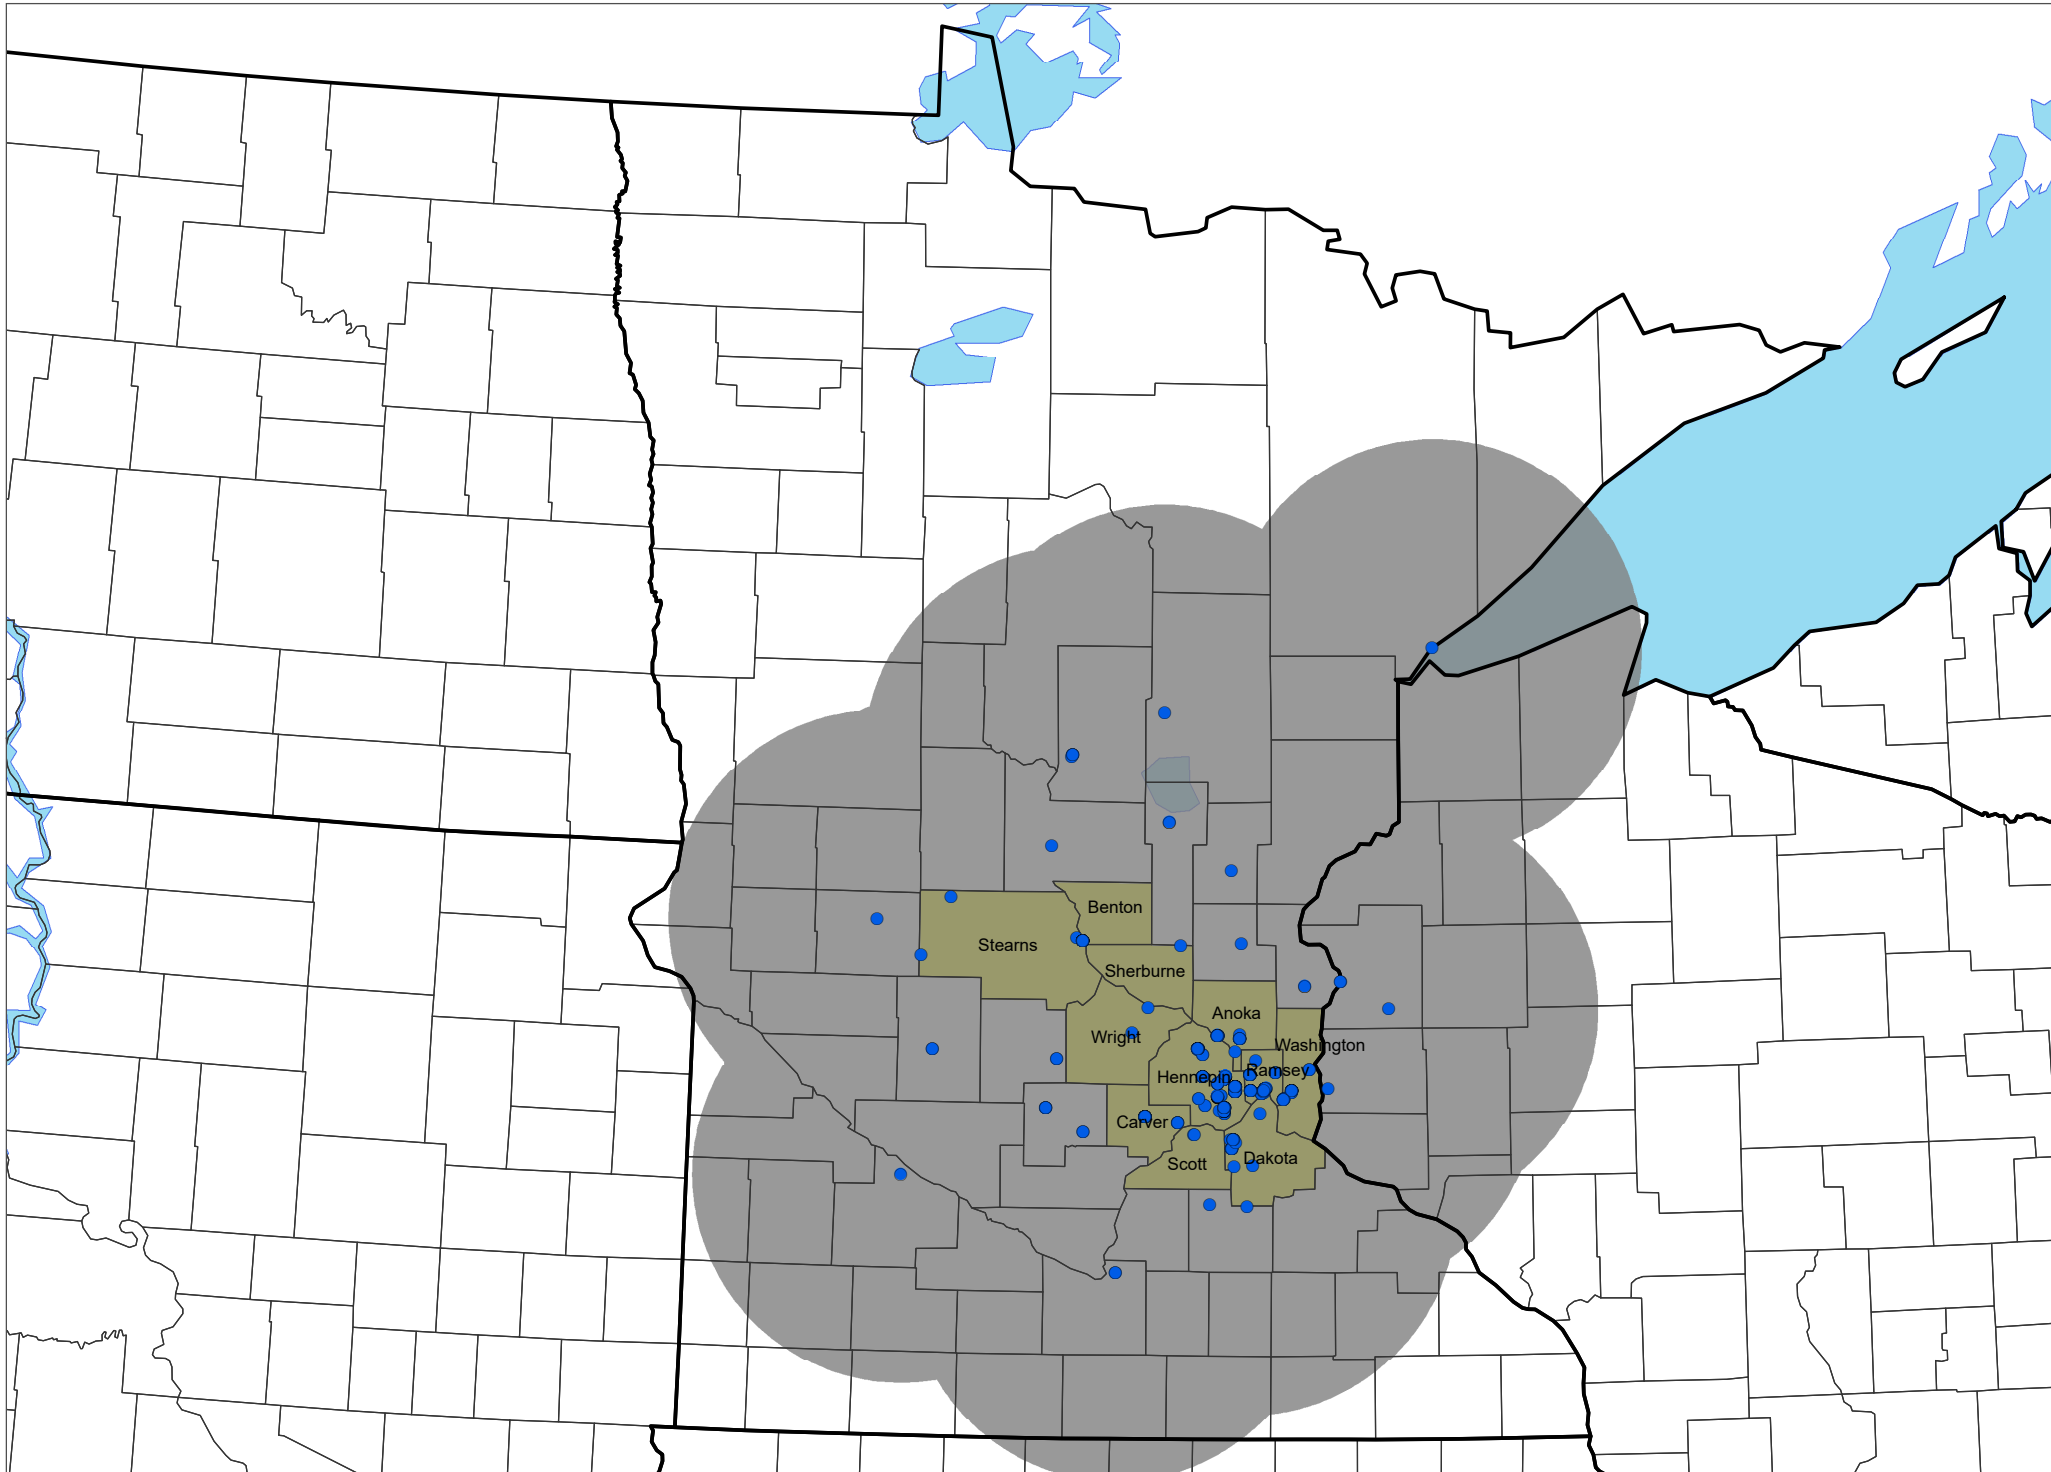 Benton
Stearns
Sherburne
Anoka
Wright
Washington
Ramsey
Hennepin
Carver
Dakota
Scott